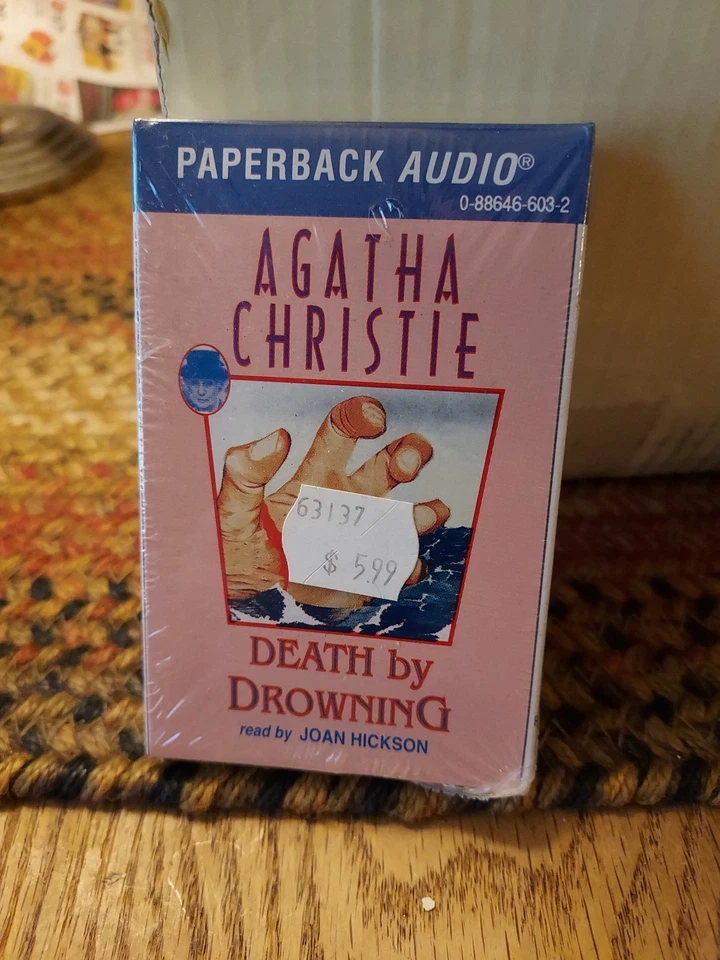 PAPERBACK AUDIO®
0-88646-603-2
AGATHA
CHRISTIE
63137
$ 5.99
DEATH by
DROWNING
read by JOAN HICKSON